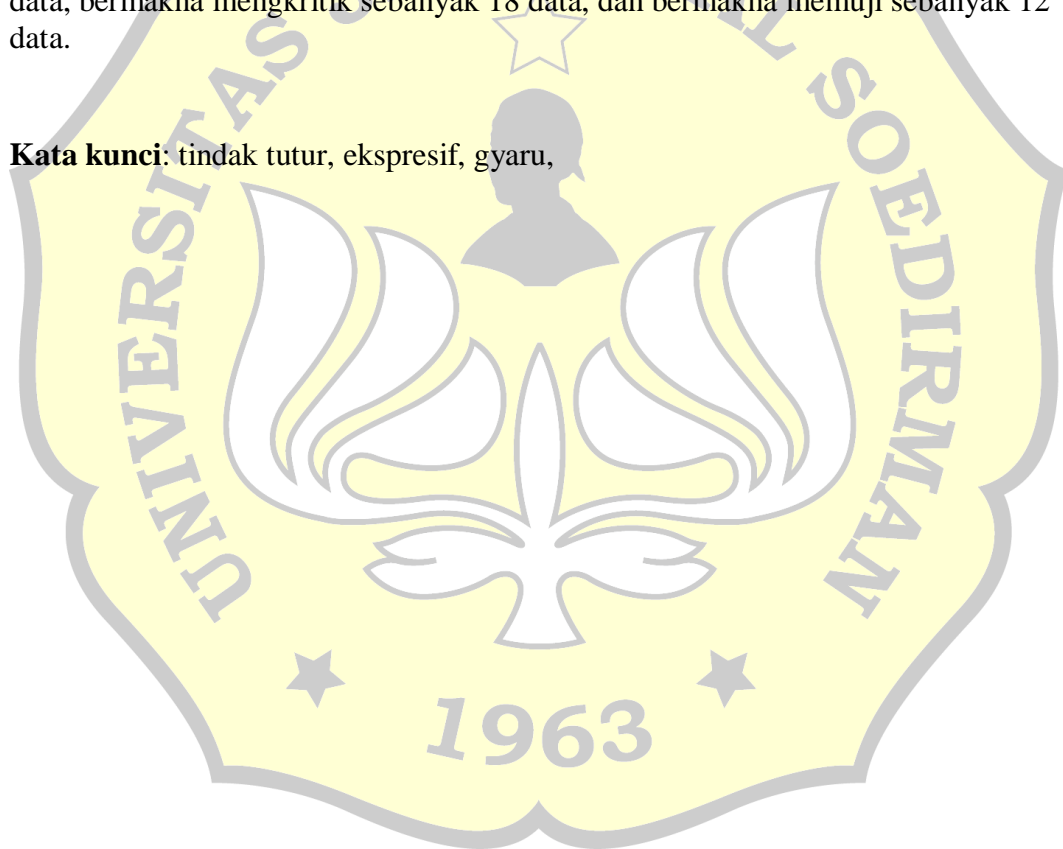 data, bermakna mengkritik sebanyak 18 data, dan bermakna memuji sebanyak 12
data.
Kata kunci: tindak tutur, ekspresif, gyaru,
UNIVERSITAS SOEDIRMAN
1963